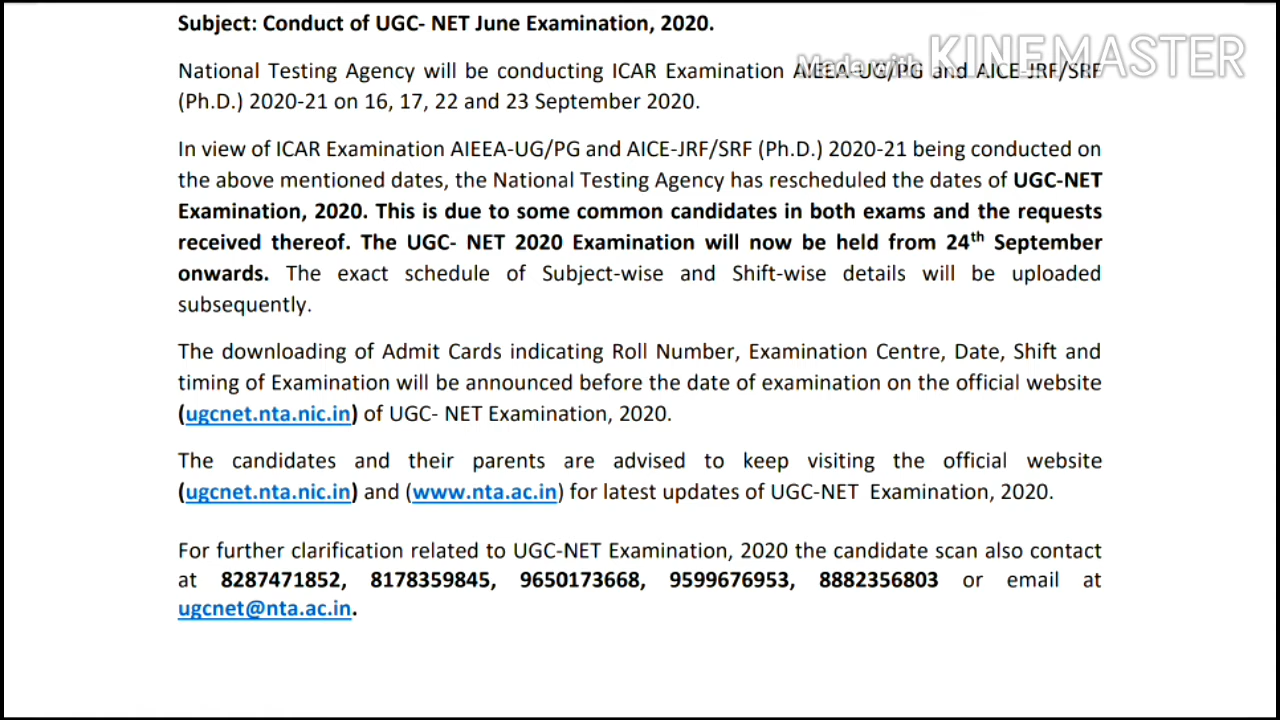 Subject: Conduct of UGC- NET June Examination, 2020.
Made with KINEMASTER
National Testing Agency will be conducting ICAR Examination AIEEA-UG/PG and AICE-JRF/SRF
(Ph.D.) 2020-21 on 16, 17, 22 and 23 September 2020.
In view of ICAR Examination AIEEA-UG/PG and AICE-JRF/SRF (Ph.D.) 2020-21 being conducted on
the above mentioned dates, the National Testing Agency has rescheduled the dates of UGC-NET
Examination, 2020. This is due to some common candidates in both exams and the requests
received thereof. The UGC- NET 2020 Examination will now be held from 24th September
onwards. The exact schedule of Subject-wise and Shift-wise details will be uploaded
subsequently.
The downloading of Admit Cards indicating Roll Number, Examination Centre, Date, Shift and
timing of Examination will be announced before the date of examination on the official website
(ugcnet.nta.nic.in) of UGC- NET Examination, 2020.
The candidates and their parents are advised to keep visiting the official website
(ugcnet.nta.nic.in) and (www.nta.ac.in) for latest updates of UGC-NET Examination, 2020.
For further clarification related to UGC-NET Examination, 2020 the candidate scan also contact
at 8287471852, 8178359845, 9650173668, 9599676953, 8882356803 or email at
ugcnet@nta.ac.in.